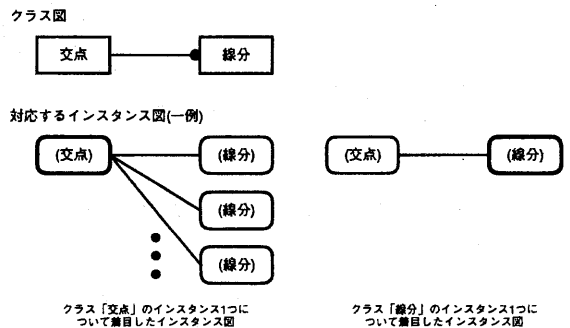 クラス図
交点
線分
対応するインスタンス図(一例)
(交点)
(線分)
(線分)
(線分)
(交点)
(線分)
クラス「交点」のインスタンス1つに
ついて着目したインスタンス図
クラス「線分」のインスタンス1つに
ついて着目したインスタンス図